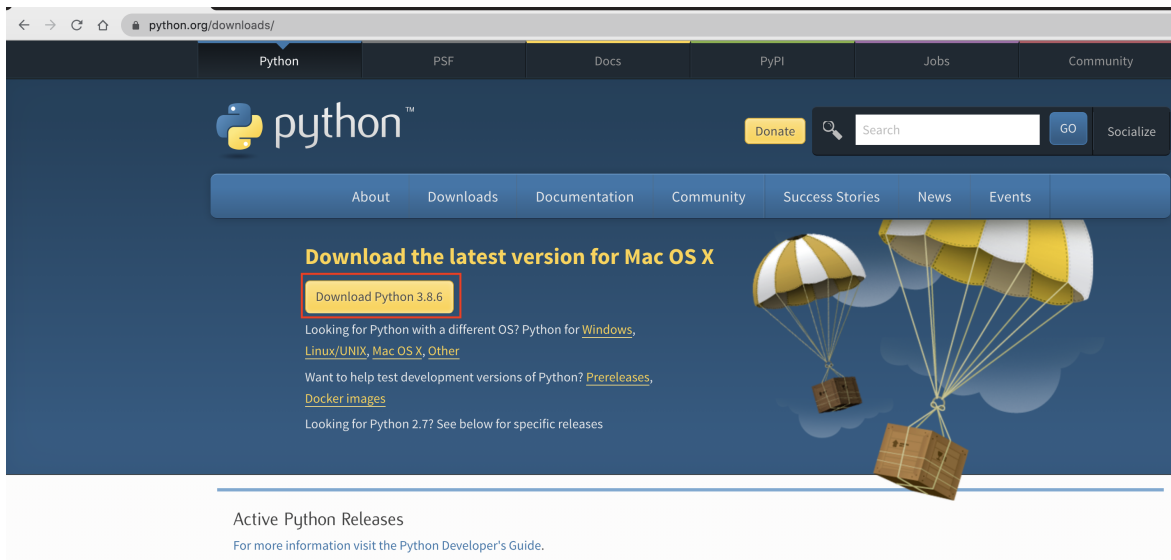 python.org/downloads/
Python PSF Docs PyPI Jobs Community
python™
Donate Search GO Socialize
About Downloads Documentation Community Success Stories News Events
Download the latest version for Mac OS X
Download Python 3.8.6
Looking for Python with a different OS? Python for Windows,
Linux/UNIX, Mac OS X, Other
Want to help test development versions of Python? Prereleases,
Docker images
Looking for Python 2.7? See below for specific releases
Active Python Releases
For more information visit the Python Developer's Guide.